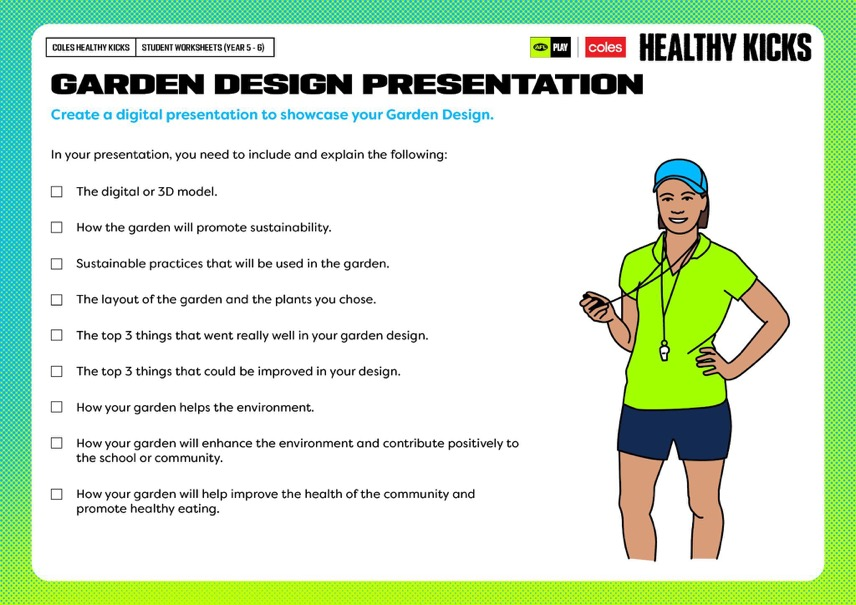 COLES HEALTHY KICKS
STUDENT WORKSHEETS (YEAR 5 - 6)
AFL PLAY
coles
HEALTHY KICKS
GARDEN DESIGN PRESENTATION
Create a digital presentation to showcase your Garden Design.
In your presentation, you need to include and explain the following:
The digital or 3D model.
How the garden will promote sustainability.
Sustainable practices that will be used in the garden.
The layout of the garden and the plants you chose.
The top 3 things that went really well in your garden design.
The top 3 things that could be improved in your design.
How your garden helps the environment.
How your garden will enhance the environment and contribute positively to
the school or community.
How your garden will help improve the health of the community and
promote healthy eating.